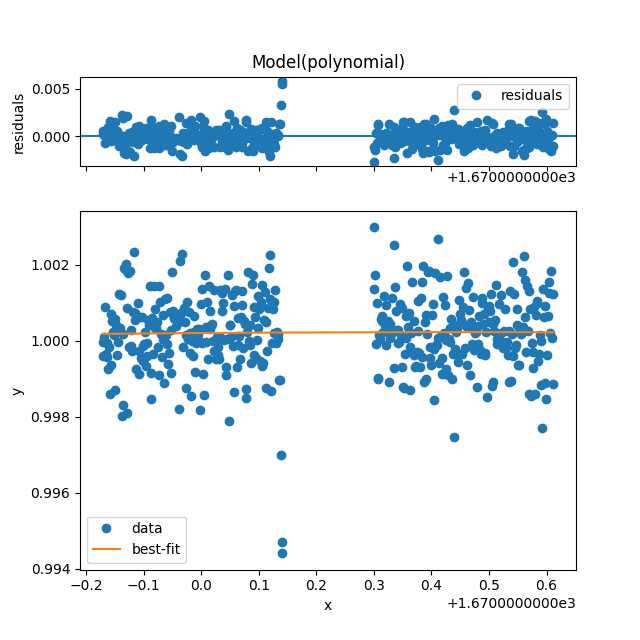 Model(polynomial)
0.005
0.000
residuals
residuals
+1.6700000000e3
1.002
1.000
0.998
0.996
0.994
y
data
best-fit
−0.2 −0.1 0.0 0.1 0.2 0.3 0.4 0.5 0.6
x
+1.6700000000e3